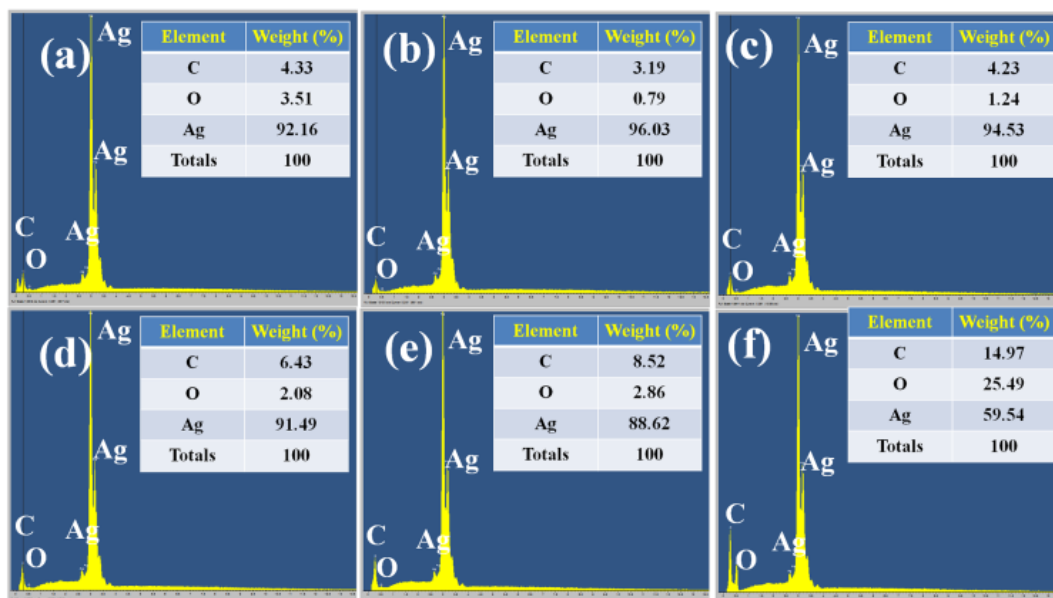 (a)
Ag
Element Weight (%)
C 4.33
O 3.51
Ag 92.16
Totals 100
Ag
C
O
Ag
(b)
Ag
Element Weight (%)
C 3.19
O 0.79
Ag 96.03
Totals 100
Ag
C
O
Ag
(c)
Ag
Element Weight (%)
C 4.23
O 1.24
Ag 94.53
Totals 100
Ag
C
O
Ag
(d)
Ag
Element Weight (%)
C 6.43
O 2.08
Ag 91.49
Totals 100
Ag
C
O
Ag
(e)
Ag
Element Weight (%)
C 8.52
O 2.86
Ag 88.62
Totals 100
Ag
C
O
Ag
(f)
Ag
Element Weight (%)
C 14.97
O 25.49
Ag 59.54
Totals 100
Ag
C
O
Ag